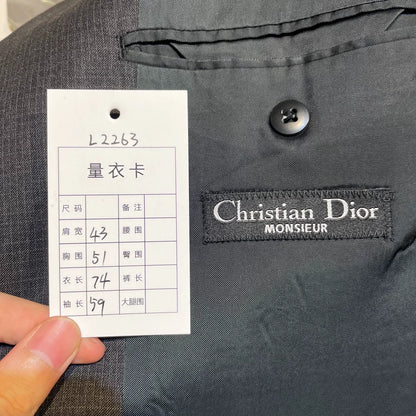 L2263
量衣卡
尺码 备注
肩宽 43 腰围
胸围 51 臀围
衣长 74 裤长
袖长 59 大腿围
Christian Dior
MONSIEUR